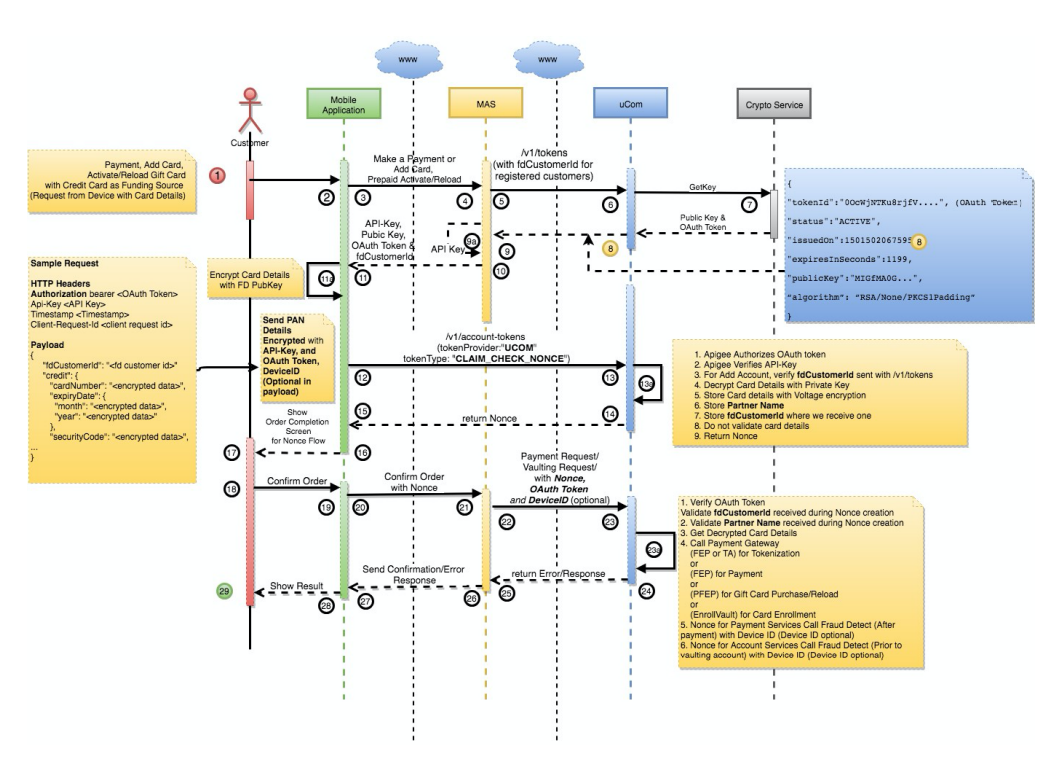 www
www
Mobile
Application
MAS
uCom
Crypto Service
Customer
Payment, Add Card,
Activate/Reload Gift Card
with Credit Card as Funding Source
(Request from Device with Card Details)
1
2
3
Make a Payment or
Add Card,
Prepaid Activate/Reload
4
5
/v1/tokens
(with fdCustomerId for
registered customers)
6
GetKey
7
Public Key &
OAuth Token
8
{
"tokenId":"00cWjNTKu8rjfV....", (OAuth Token)
"status":"ACTIVE",
"issuedOn":1501502067595
8
"expiresInSeconds":1199,
"publicKey":"MIGfMA0G...",
"algorithm": "RSA/None/PKCS1Padding"
}
API-Key,
Pubic Key,
OAuth Token &
fdCustomerId
9a
API Key
9
10
11
11a
Encrypt Card Details
with FD PubKey
Sample Request
HTTP Headers
Authorization bearer <OAuth Token>
Api-Key <API Key>
Timestamp <Timestamp>
Client-Request-Id <client request id>
Payload
{
"fdCustomerId": "<fd customer id>"
"credit": {
"cardNumber": "<encrypted data>",
"expiryDate": {
"month": "<encrypted data>",
"year": "<encrypted data>"
},
"securityCode": "<encrypted data>",
...
}
Send PAN
Details
Encrypted with
API-Key, and
OAuth Token,
DeviceID
(Optional in
payload)
/v1/account-tokens
(tokenProvider:"UCOM"
tokenType: "CLAIM_CHECK_NONCE")
12
13
13a
1. Apigee Authorizes OAuth token
2. Apigee Verifies API-Key
3. For Add Account, verify fdCustomerId sent with /v1/tokens
4. Decrypt Card Details with Private Key
5. Store Card details with Voltage encryption
6. Store Partner Name
7. Store fdCustomerId where we receive one
8. Do not validate card details
9. Return Nonce
14
return Nonce
15
Show
Order Completion
Screen
for Nonce Flow
16
17
18
Confirm Order
19
20
Confirm Order
with Nonce
21
22
Payment Request/
Vaulting Request/
with Nonce,
OAuth Token
and DeviceID (optional)
23
23a
1. Verify OAuth Token
Validate fdCustomerId received during Nonce creation
2. Validate Partner Name received during Nonce creation
3. Get Decrypted Card Details
4. Call Payment Gateway
(FEP or TA) for Tokenization
or
(FEP) for Payment
or
(PFEP) for Gift Card Purchase/Reload
or
(EnrollVault) for Card Enrollment
5. Nonce for Payment Services Call Fraud Detect (After
payment) with Device ID (Device ID optional)
6. Nonce for Account Services Call Fraud Detect (Prior to
vaulting account) with Device ID (Device ID optional)
24
return Error/Response
25
26
Send Confirmation/Error
Response
27
28
Show Result
29